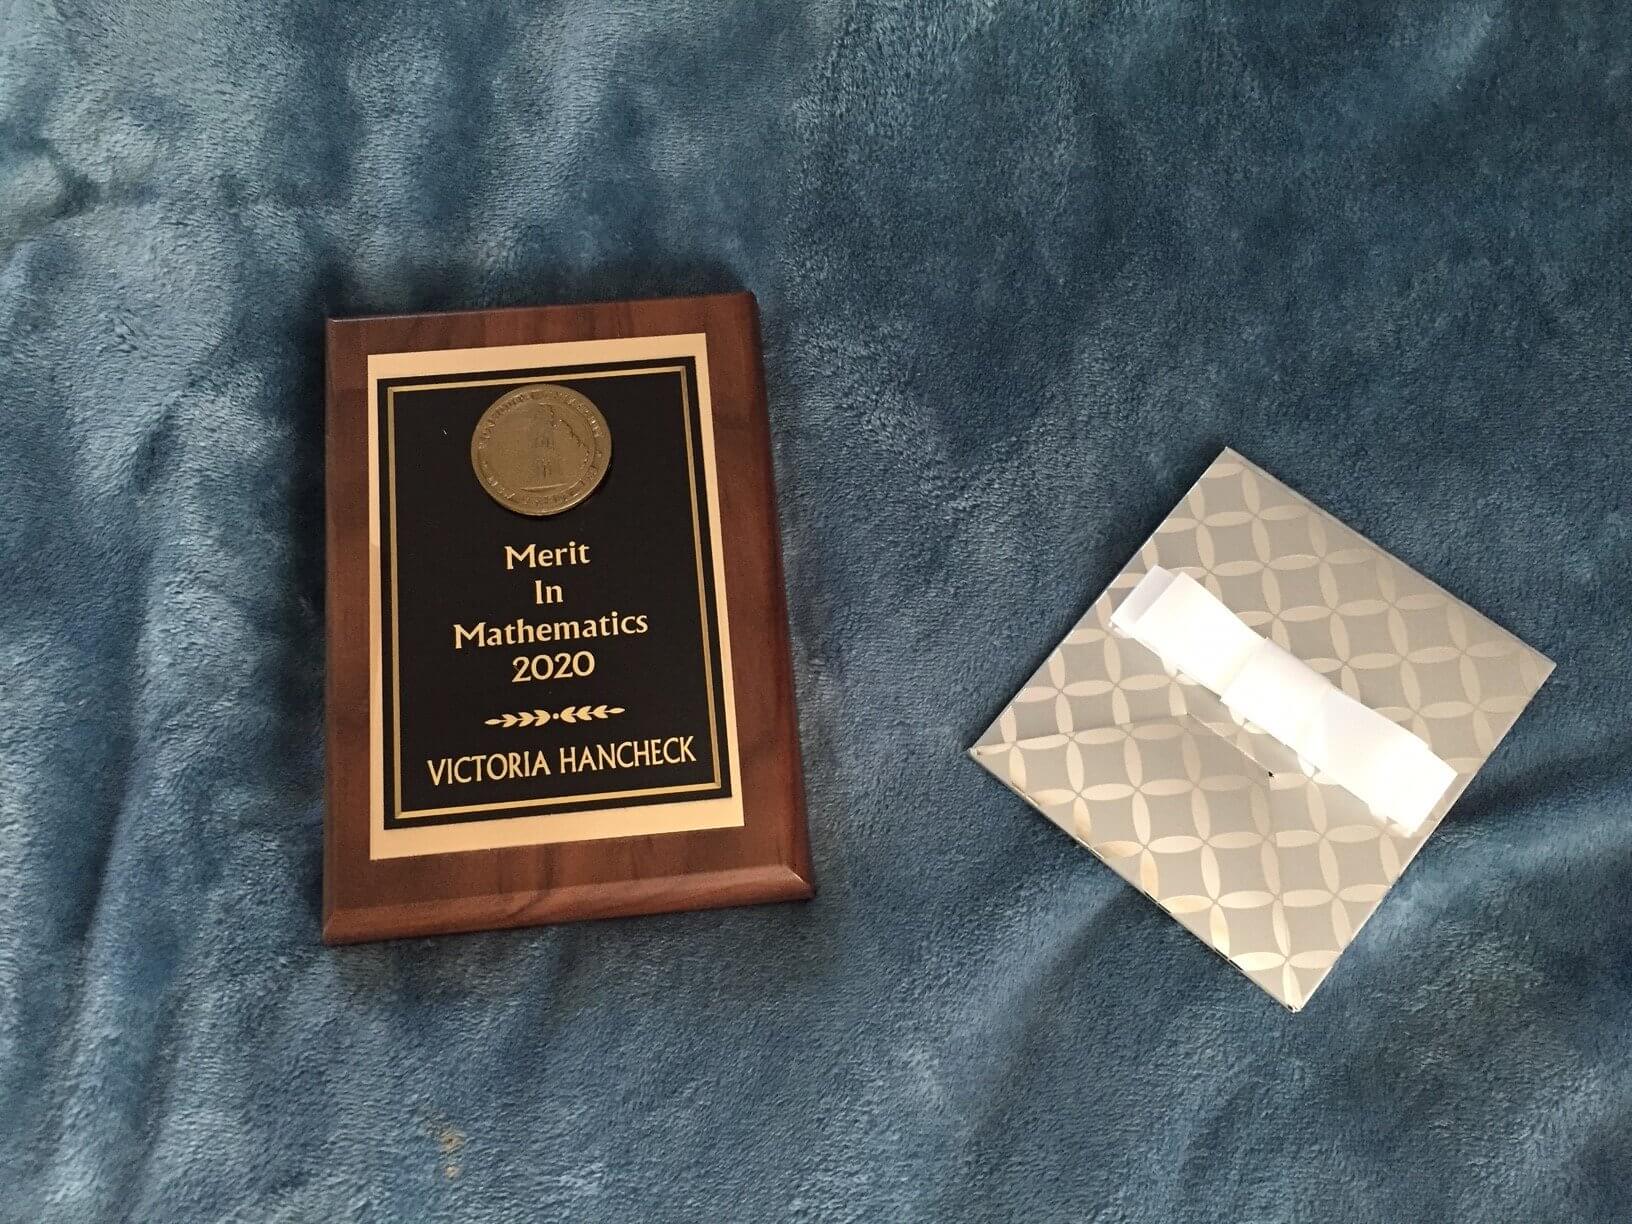 Merit
In
Mathematics
2020
VICTORIA HANCHECK